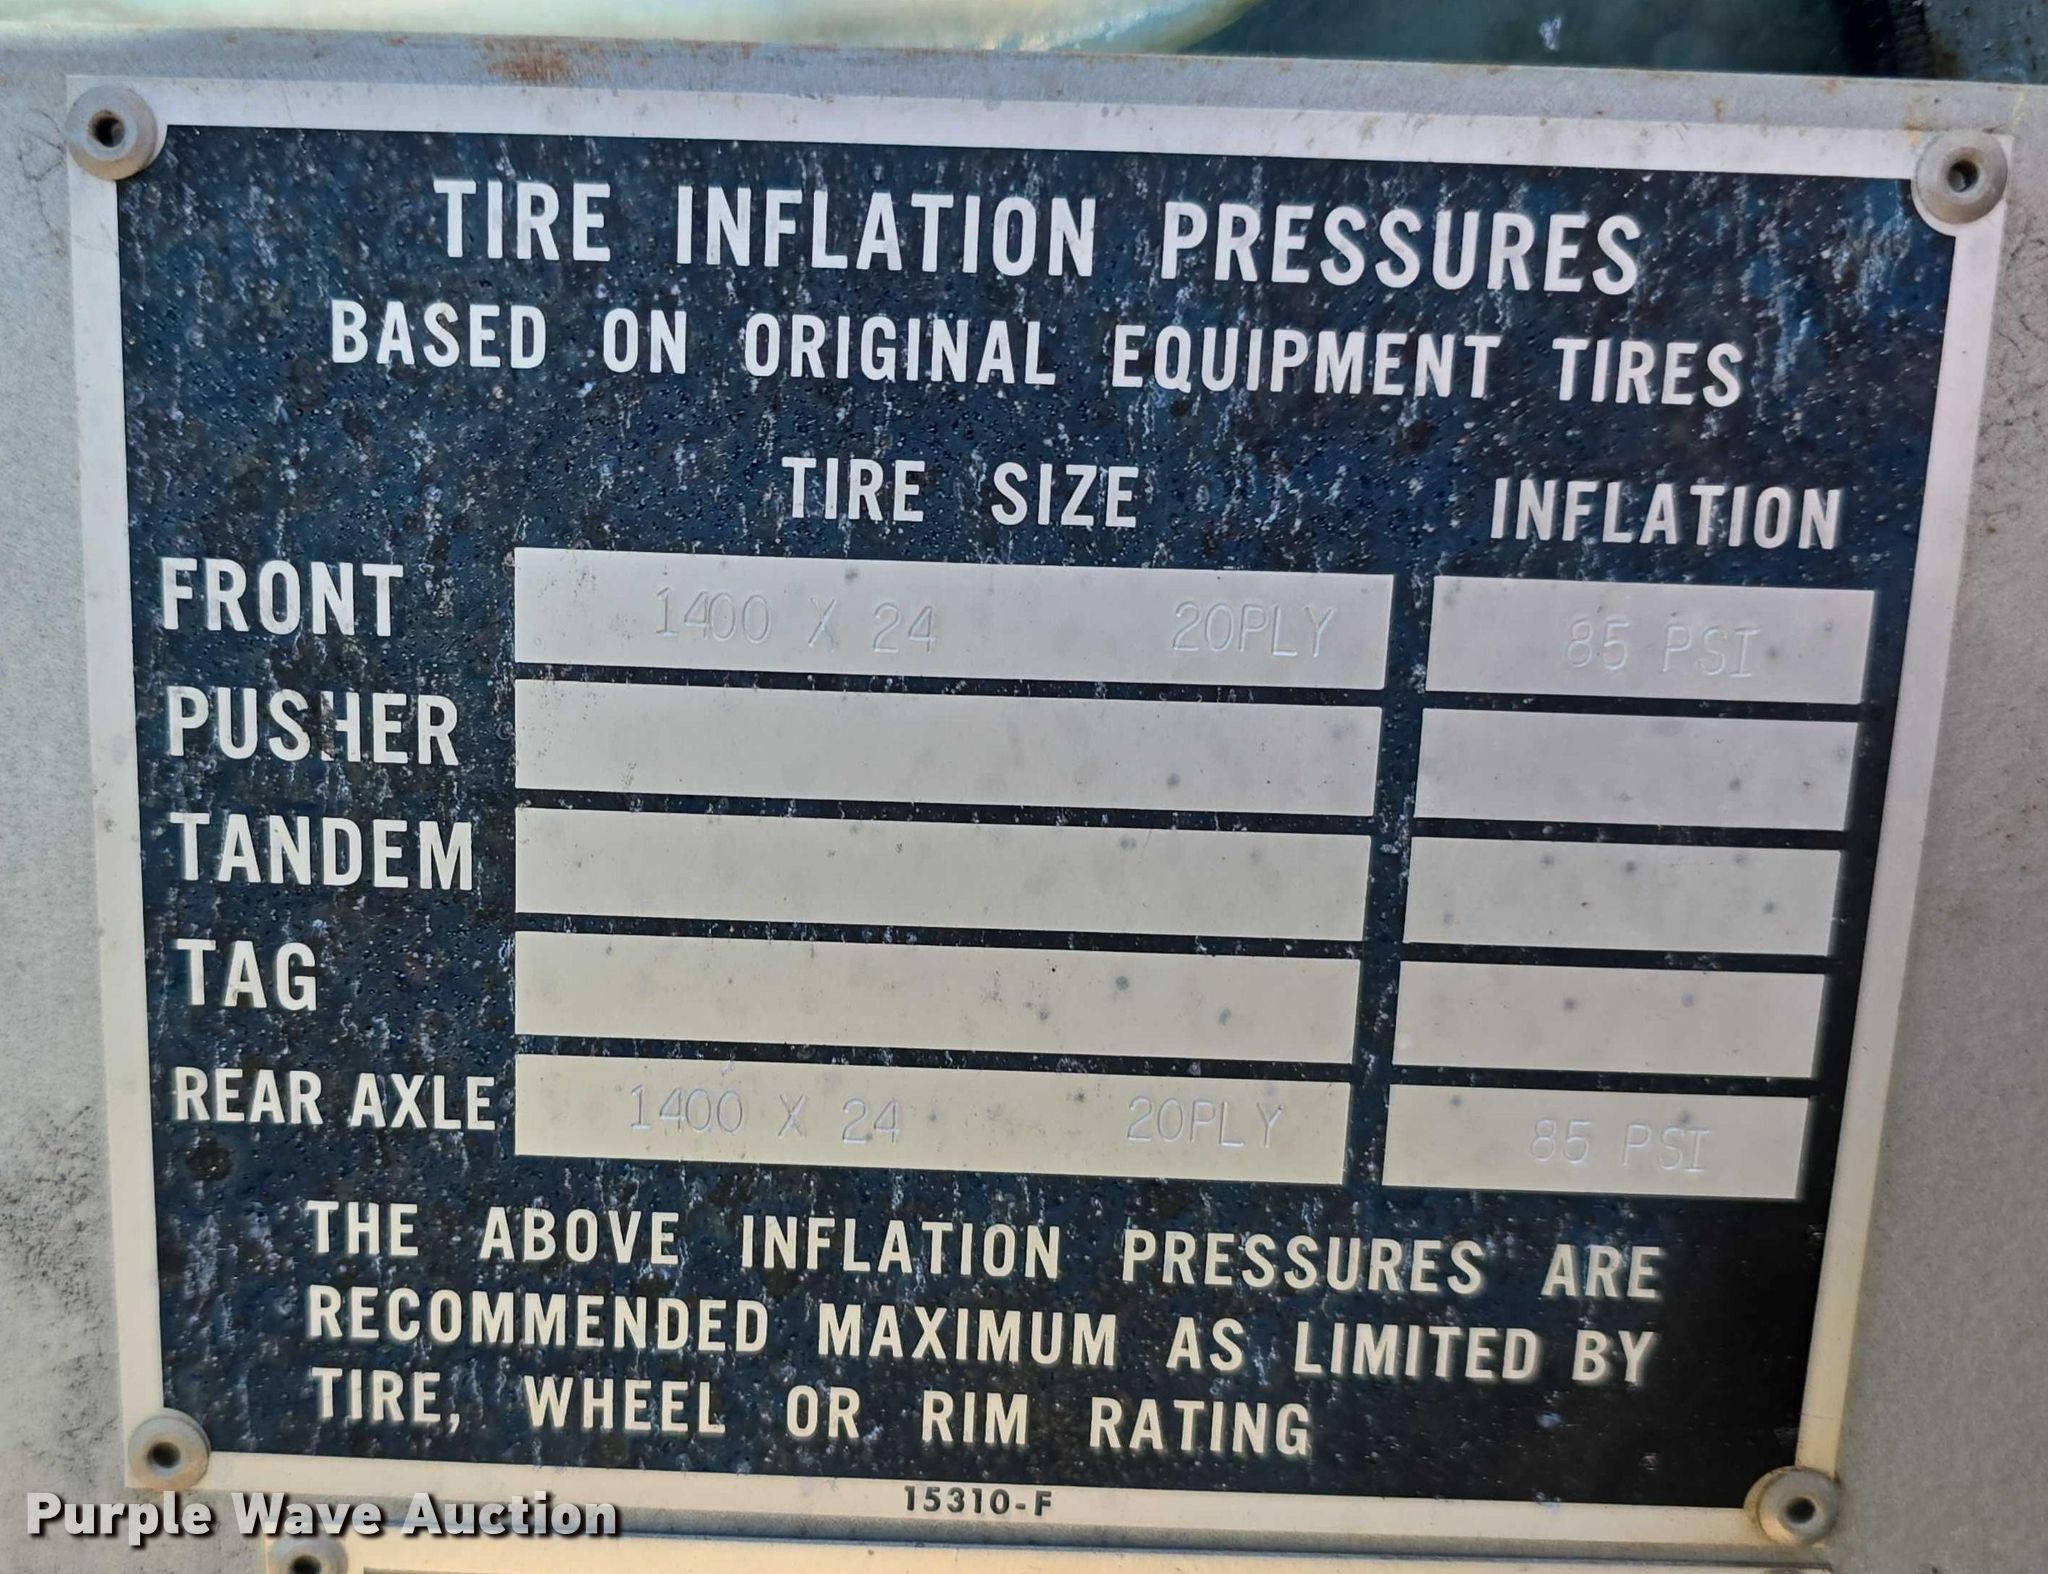 TIRE INFLATION PRESSURES
BASED ON ORIGINAL EQUIPMENT TIRES
TIRE SIZE INFLATION
FRONT 1400 X 24 20PLY 85 PSI
PUSHER
TANDEM
TAG
REAR AXLE 1400 X 24 20PLY 85 PSI
THE ABOVE INFLATION PRESSURES ARE
RECOMMENDED MAXIMUM AS LIMITED BY
TIRE, WHEEL OR RIM RATING
15310-F
Purple Wave Auction